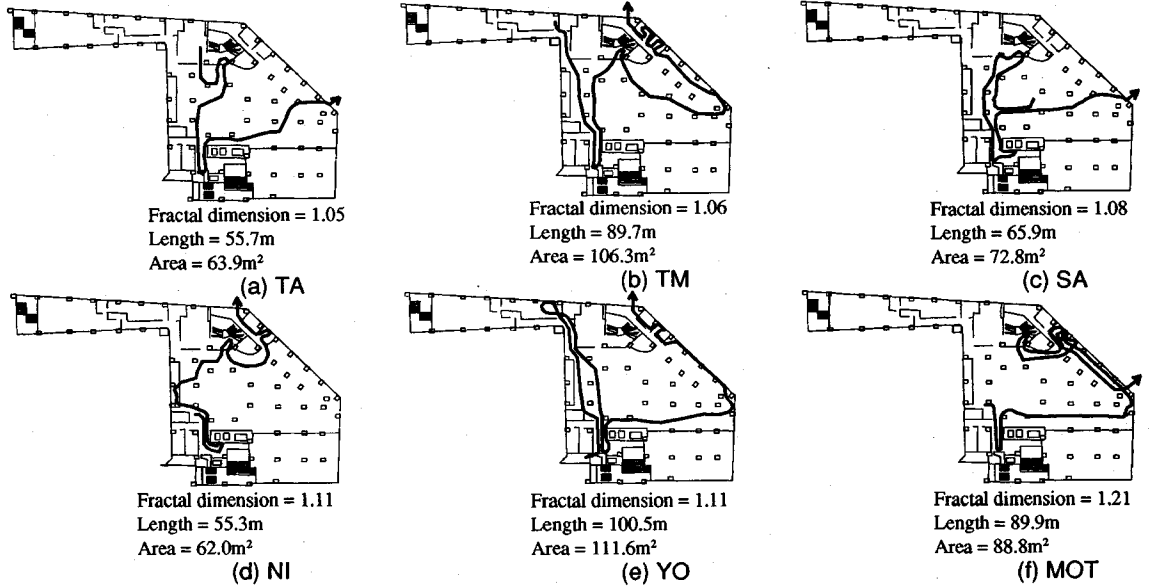 Fractal dimension = 1.05
Length = 55.7m
Area = 63.9m²
(a) TA
Fractal dimension = 1.06
Length = 89.7m
Area = 106.3m²
(b) TM
Fractal dimension = 1.08
Length = 65.9m
Area = 72.8m²
(c) SA
Fractal dimension = 1.11
Length = 55.3m
Area = 62.0m²
(d) NI
Fractal dimension = 1.11
Length = 100.5m
Area = 111.6m²
(e) YO
Fractal dimension = 1.21
Length = 89.9m
Area = 88.8m²
(f) MOT